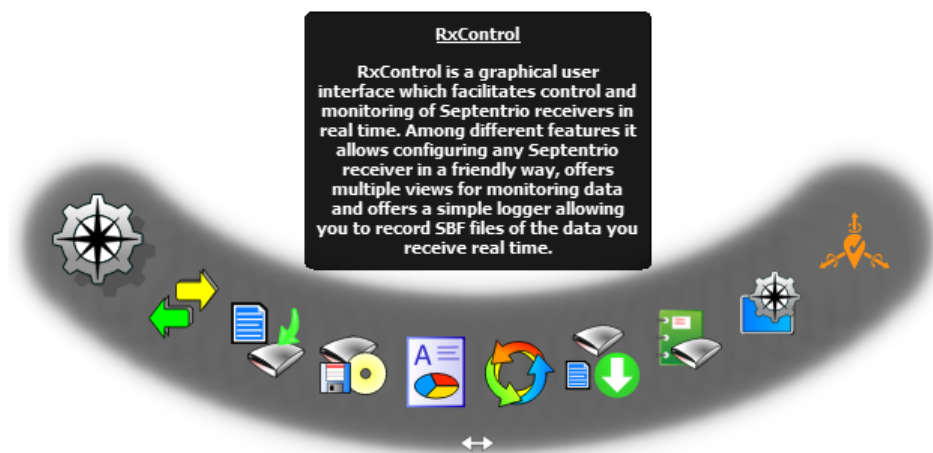 RxControl
RxControl is a graphical user
interface which facilitates control and
monitoring of Septentrio receivers in
real time. Among different features it
allows configuring any Septentrio
receiver in a friendly way, offers
multiple views for monitoring data
and offers a simple logger allowing
you to record SBF files of the data you
receive real time.
A